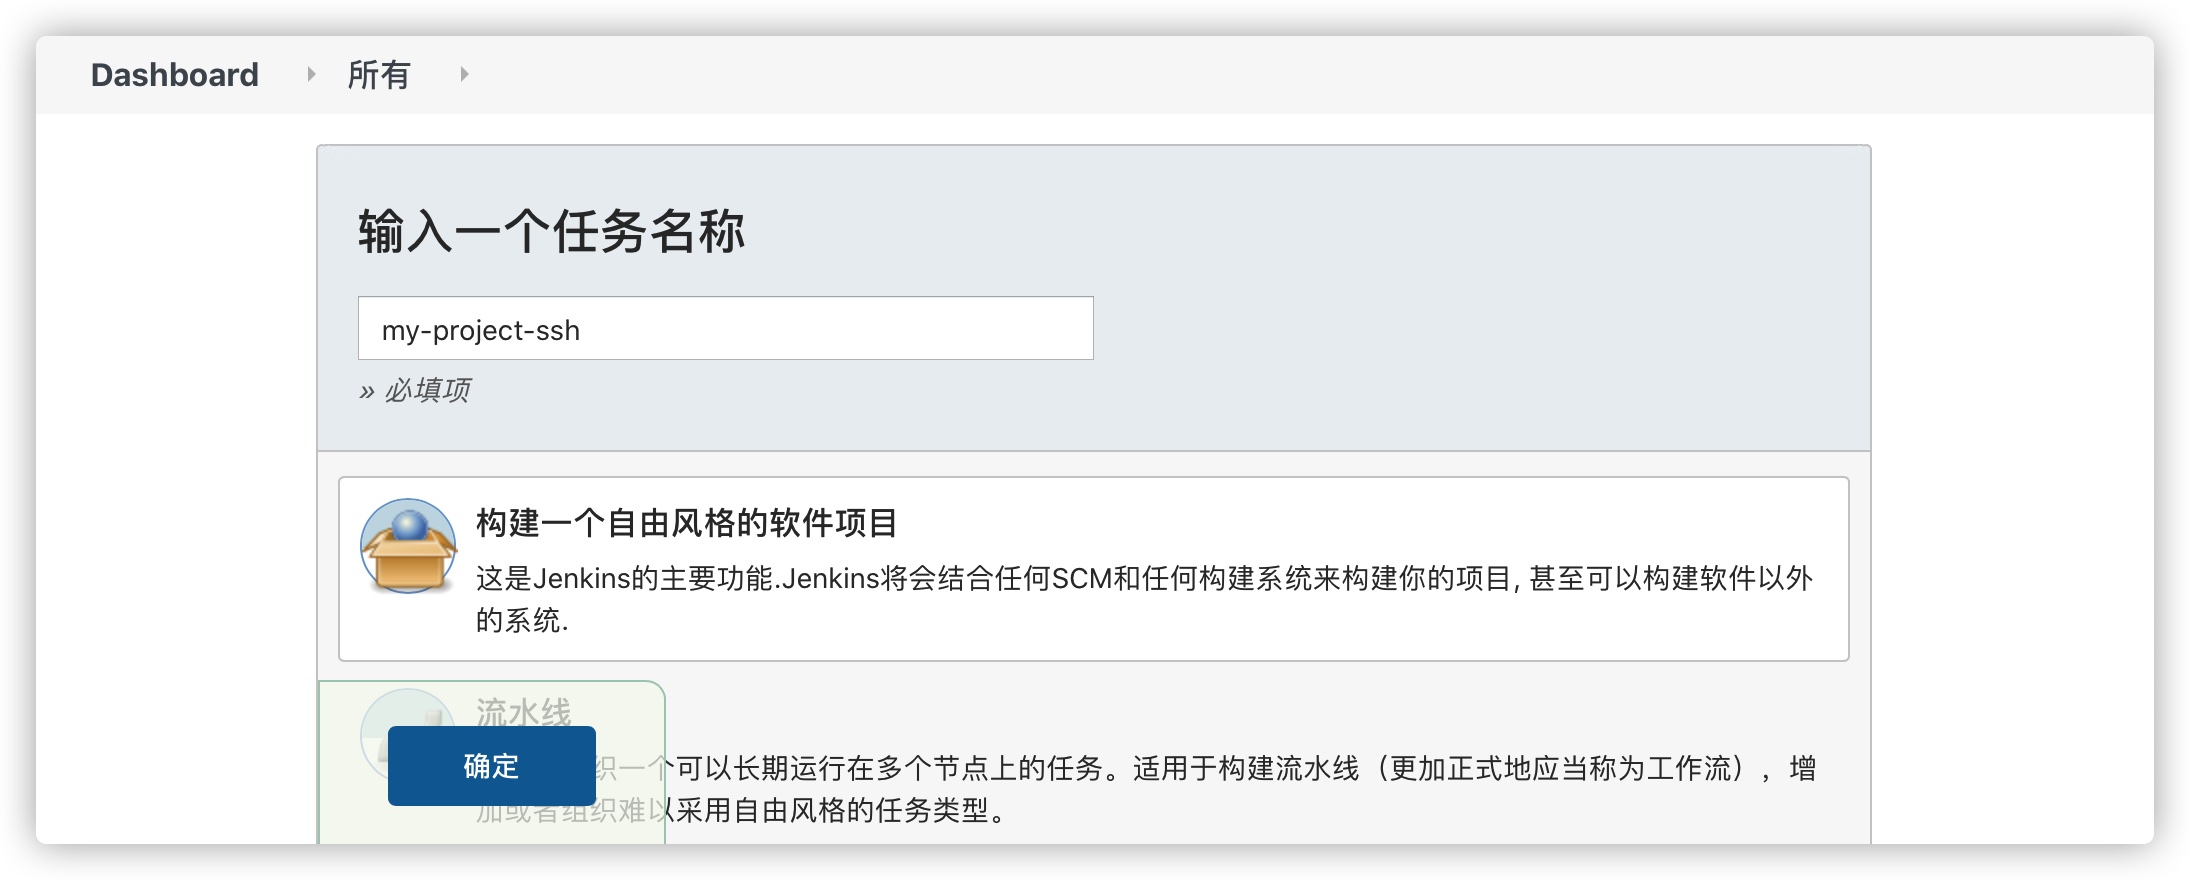 Dashboard 所有
输入一个任务名称
my-project-ssh
» 必填项
构建一个自由风格的软件项目
这是Jenkins的主要功能.Jenkins将会结合任何SCM和任何构建系统来构建你的项目, 甚至可以构建软件以外
的系统.
流水线
织一个可以长期运行在多个节点上的任务。适用于构建流水线（更加正式地应当称为工作流），增
确定
加或者组织难以采用自由风格的任务类型。